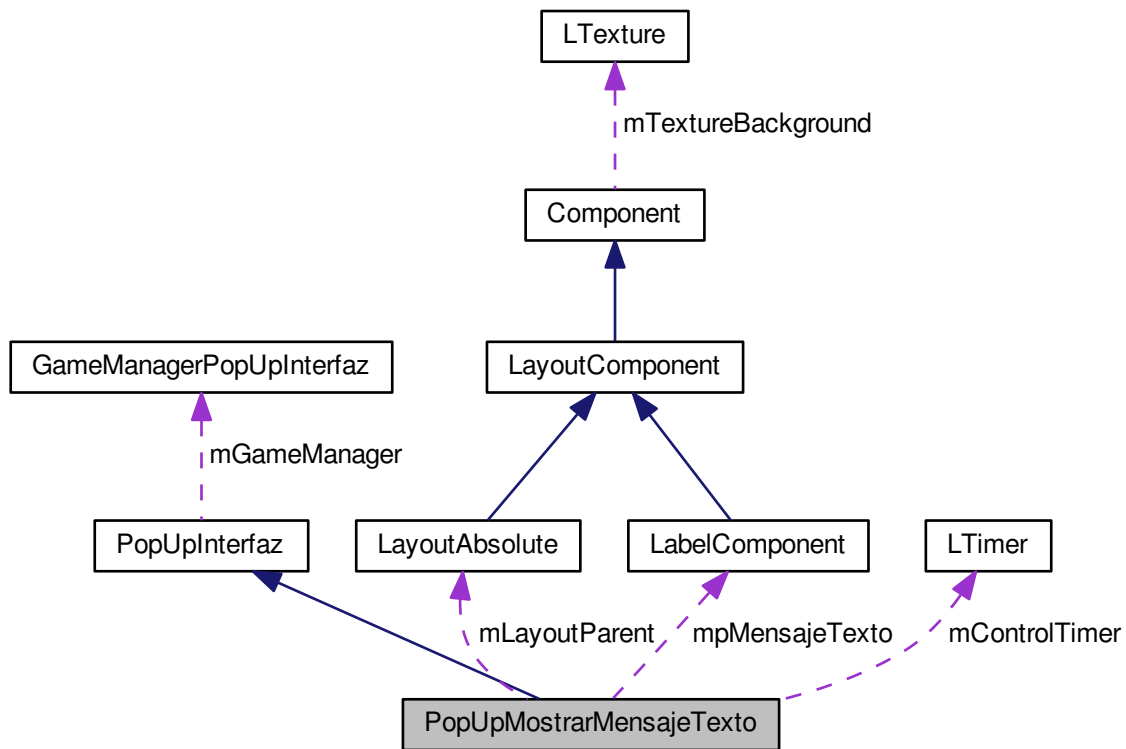 LTexture
mTextureBackground
Component
GameManagerPopUpInterfaz
LayoutComponent
mGameManager
PopUpInterfaz
LayoutAbsolute
LabelComponent
LTimer
mLayoutParent
mpMensajeTexto
mControlTimer
PopUpMostrarMensajeTexto